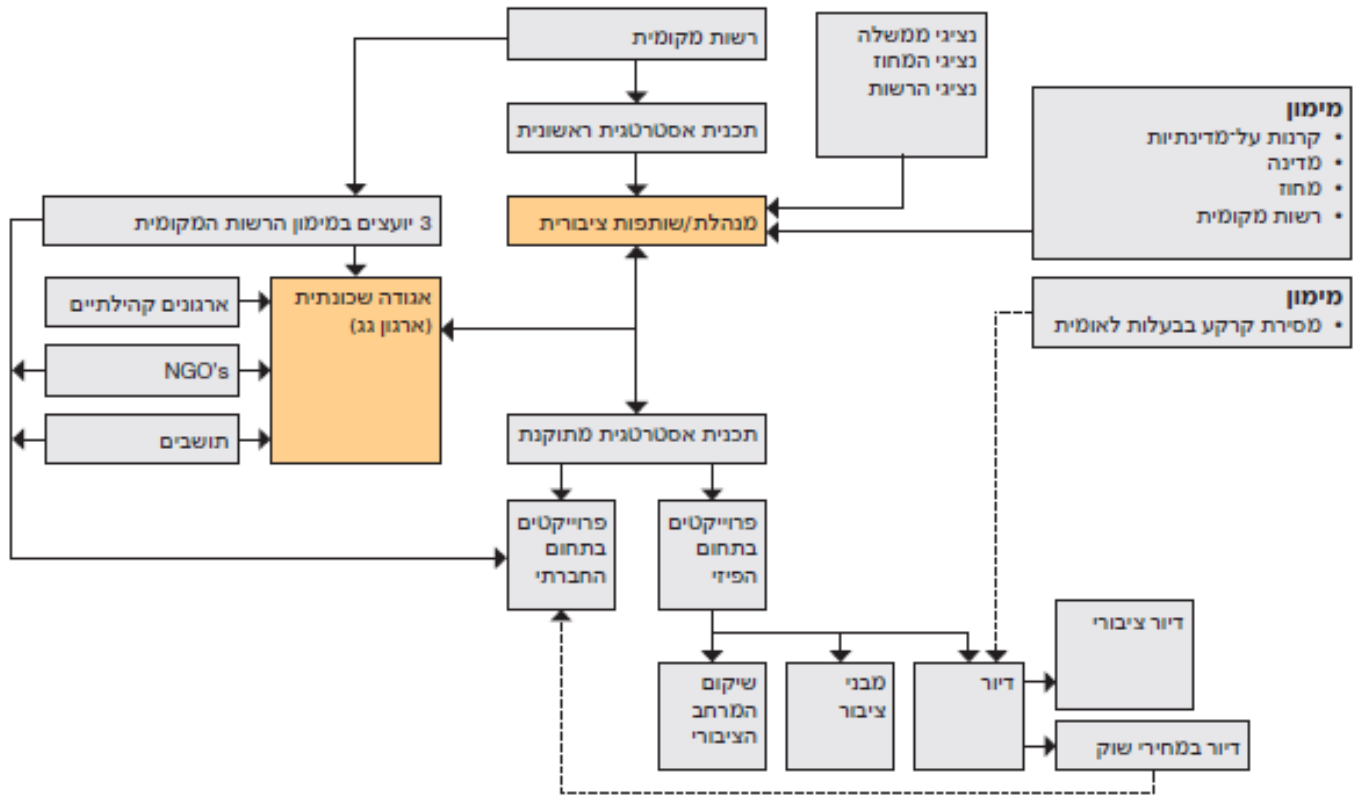 רשות מקומית
נציגי ממשלה
נציגי המחוז
נציגי הרשות
תכנית אסטרטגית ראשונית
מימון
• קרנות על־מדינתיות
• מדינה
• מחוז
• רשות מקומית
3 יועצים במימון הרשות המקומית
מנהלת/שותפות ציבורית
ארגונים קהילתיים
NGO's
תושבים
אגודה שכונתית
(ארגון גג)
מימון
• מסירת קרקע בבעלות לאומית
תכנית אסטרטגית מתוקנת
פרוייקטים
בתחום
החברתי
פרוייקטים
בתחום
הפיזי
שיקום
המרחב
הציבורי
מבני
ציבור
דיור
דיור ציבורי
דיור במחירי שוק